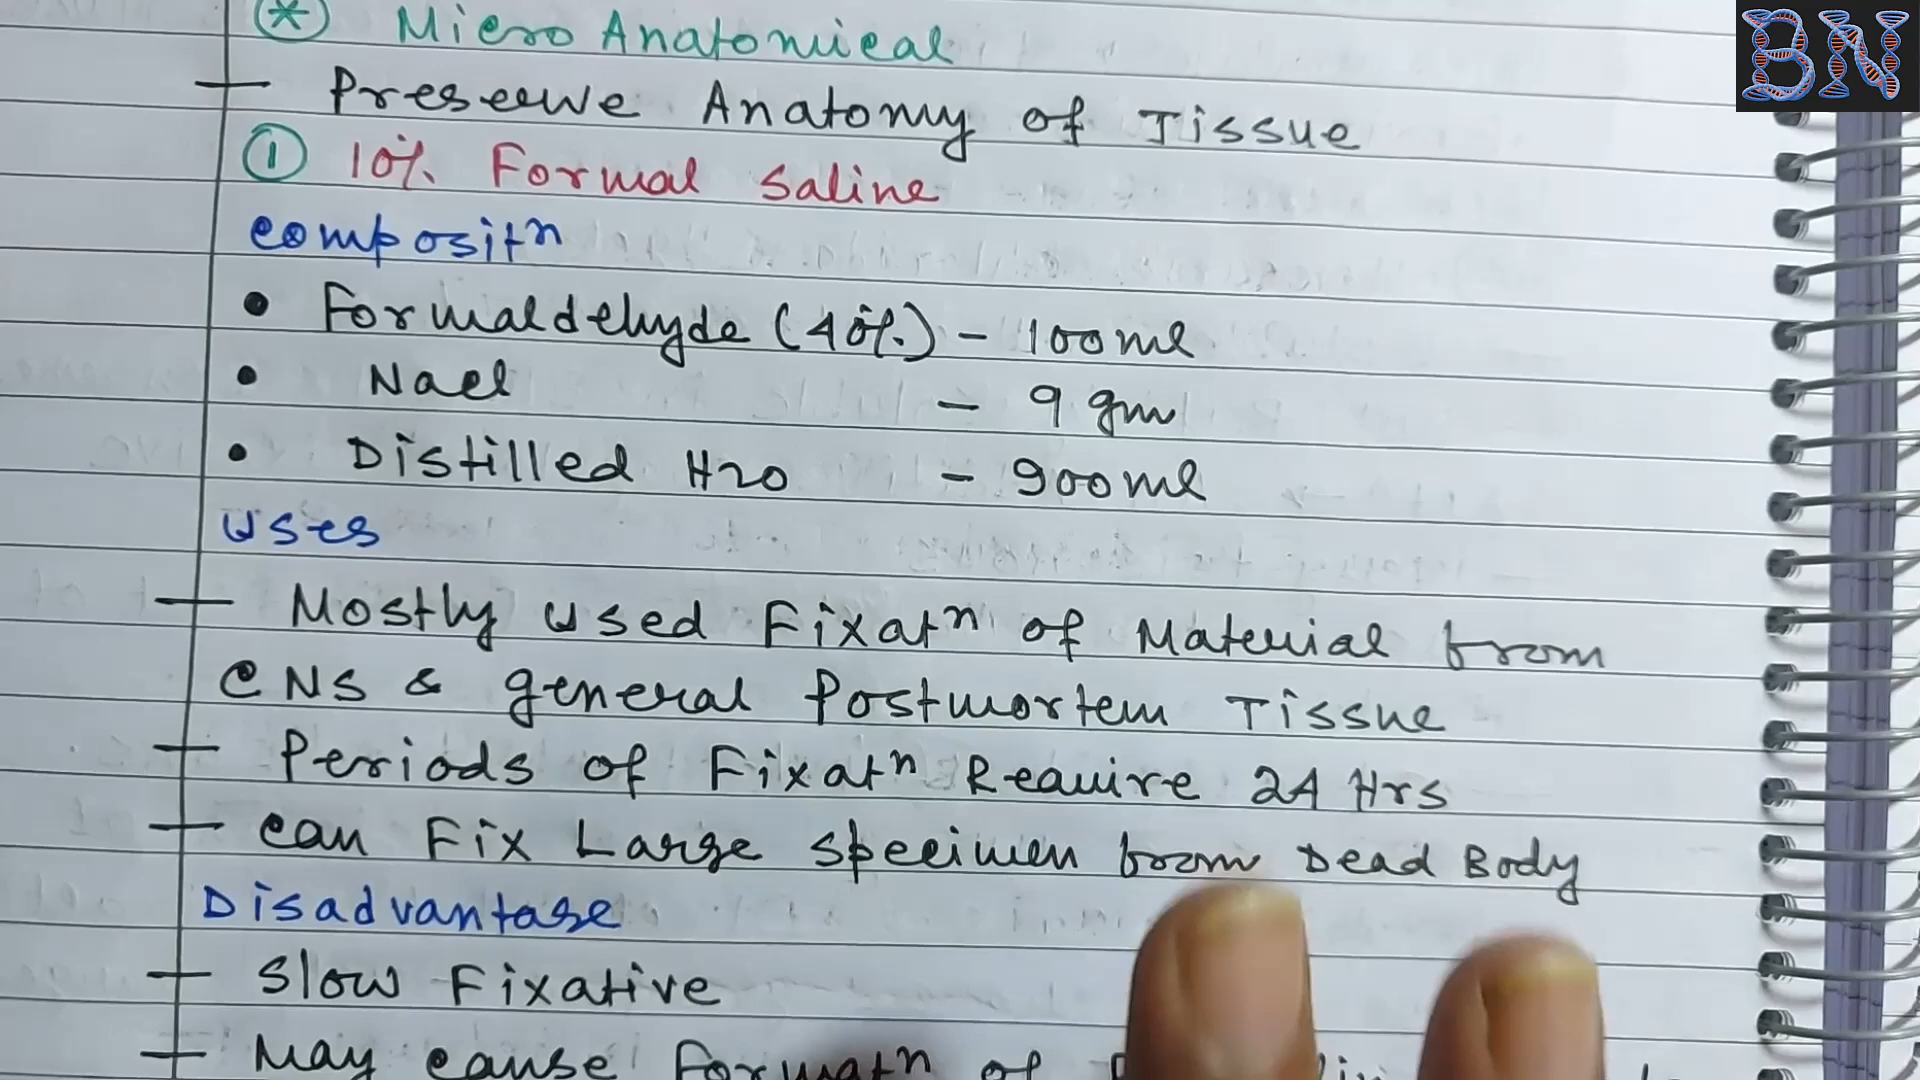 * Micro Anatomical
— Preserve Anatomy of Tissue
① 10% Formal Saline
Compositn
• Formaldehyde (40%) - 100ml
• Nacl - 9 gm
• Distilled H2O - 900ml
Uses
— Mostly Used Fixatn of Material from
CNS & general Postmortem Tissue
— Periods of Fixatn Require 24 Hrs
— Can Fix Large Specimen from Dead Body
Disadvantage
— Slow Fixative
— May cause Formatn of
BN